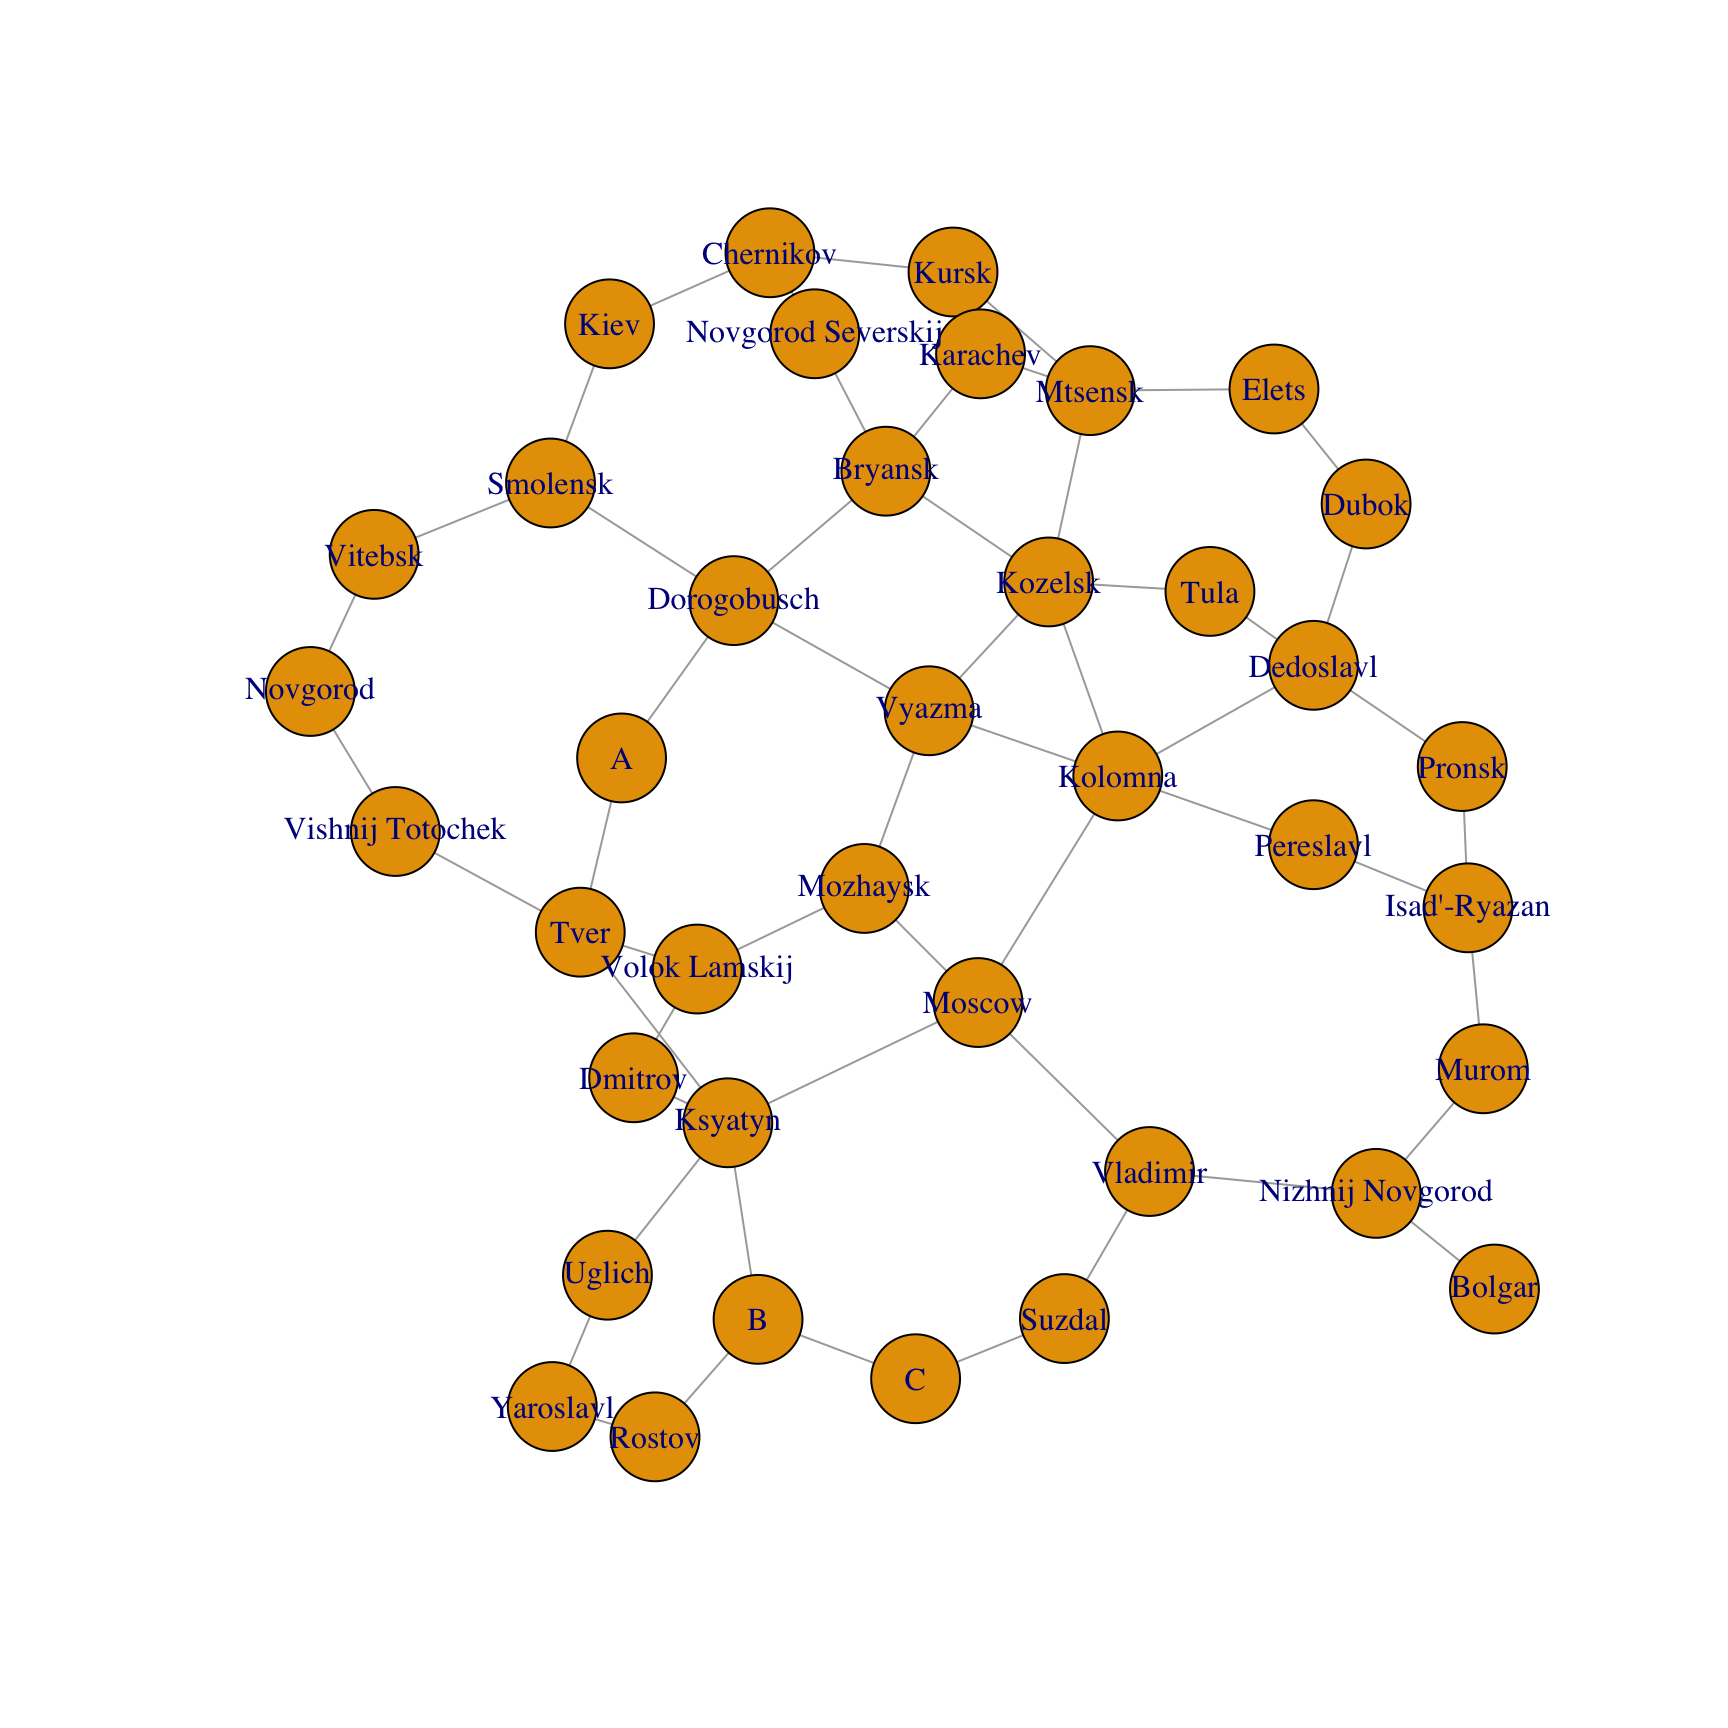 Chernikov
Kursk
Kiev
Novgorod Severskij
Karachev
Mtsensk
Elets
Bryansk
Smolensk
Dubok
Vitebsk
Kozelsk
Tula
Dorogobusch
Dedoslavl
Novgorod
Vyazma
A
Kolomna
Pronsk
Vishnij Totochek
Pereslavl
Mozhaysk
Isad'-Ryazan
Tver
Volok Lamskij
Moscow
Murom
Dmitrov
Ksyatyn
Vladimir
Nizhnij Novgorod
Uglich
Bolgar
B
Suzdal
C
Yaroslavl
Rostov